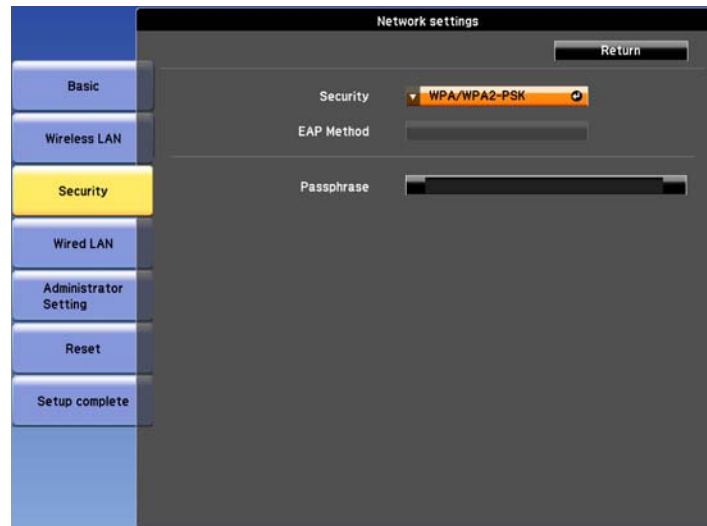 Network settings
Return
Basic
Wireless LAN
Security
Wired LAN
Administrator
Setting
Reset
Setup complete
Security
WPA/WPA2-PSK
EAP Method
Passphrase